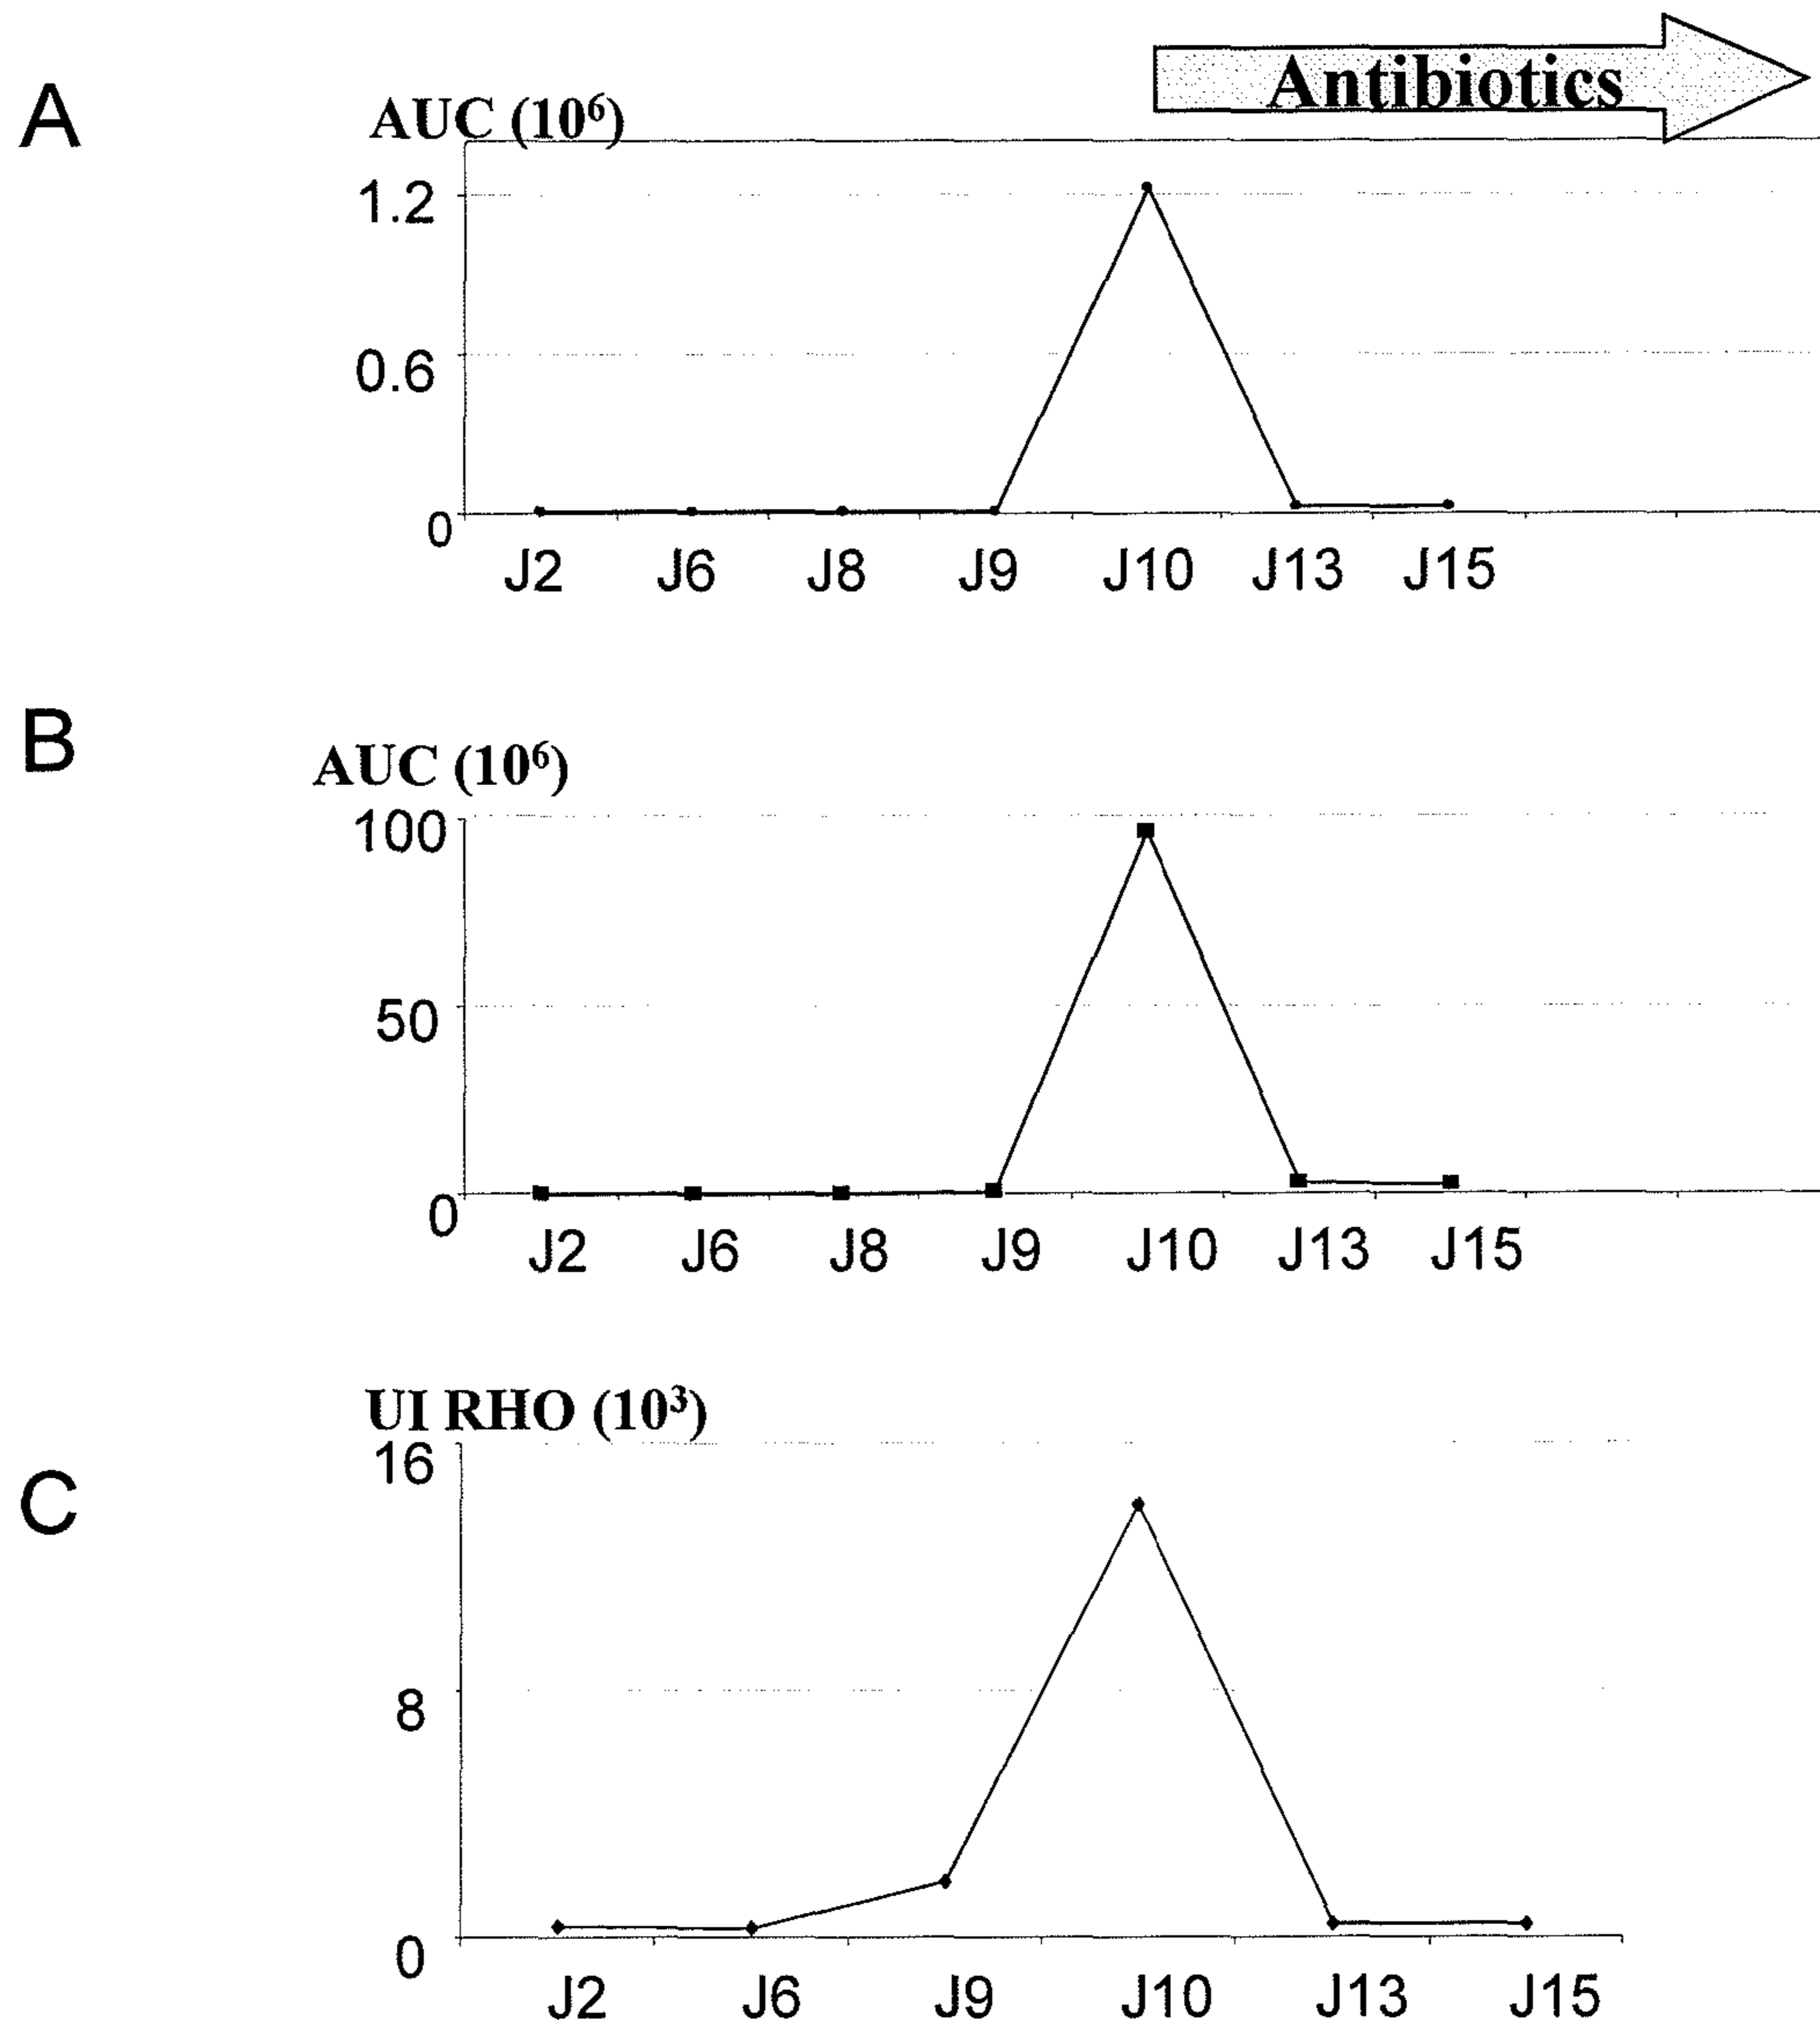 Antibiotics
A
AUC (10⁶)
1.2
0.6
0
J2 J6 J8 J9 J10 J13 J15
B
AUC (10⁶)
100
50
0
J2 J6 J8 J9 J10 J13 J15
UI RHO (10³)
16
C
8
0
J2 J6 J9 J10 J13 J15